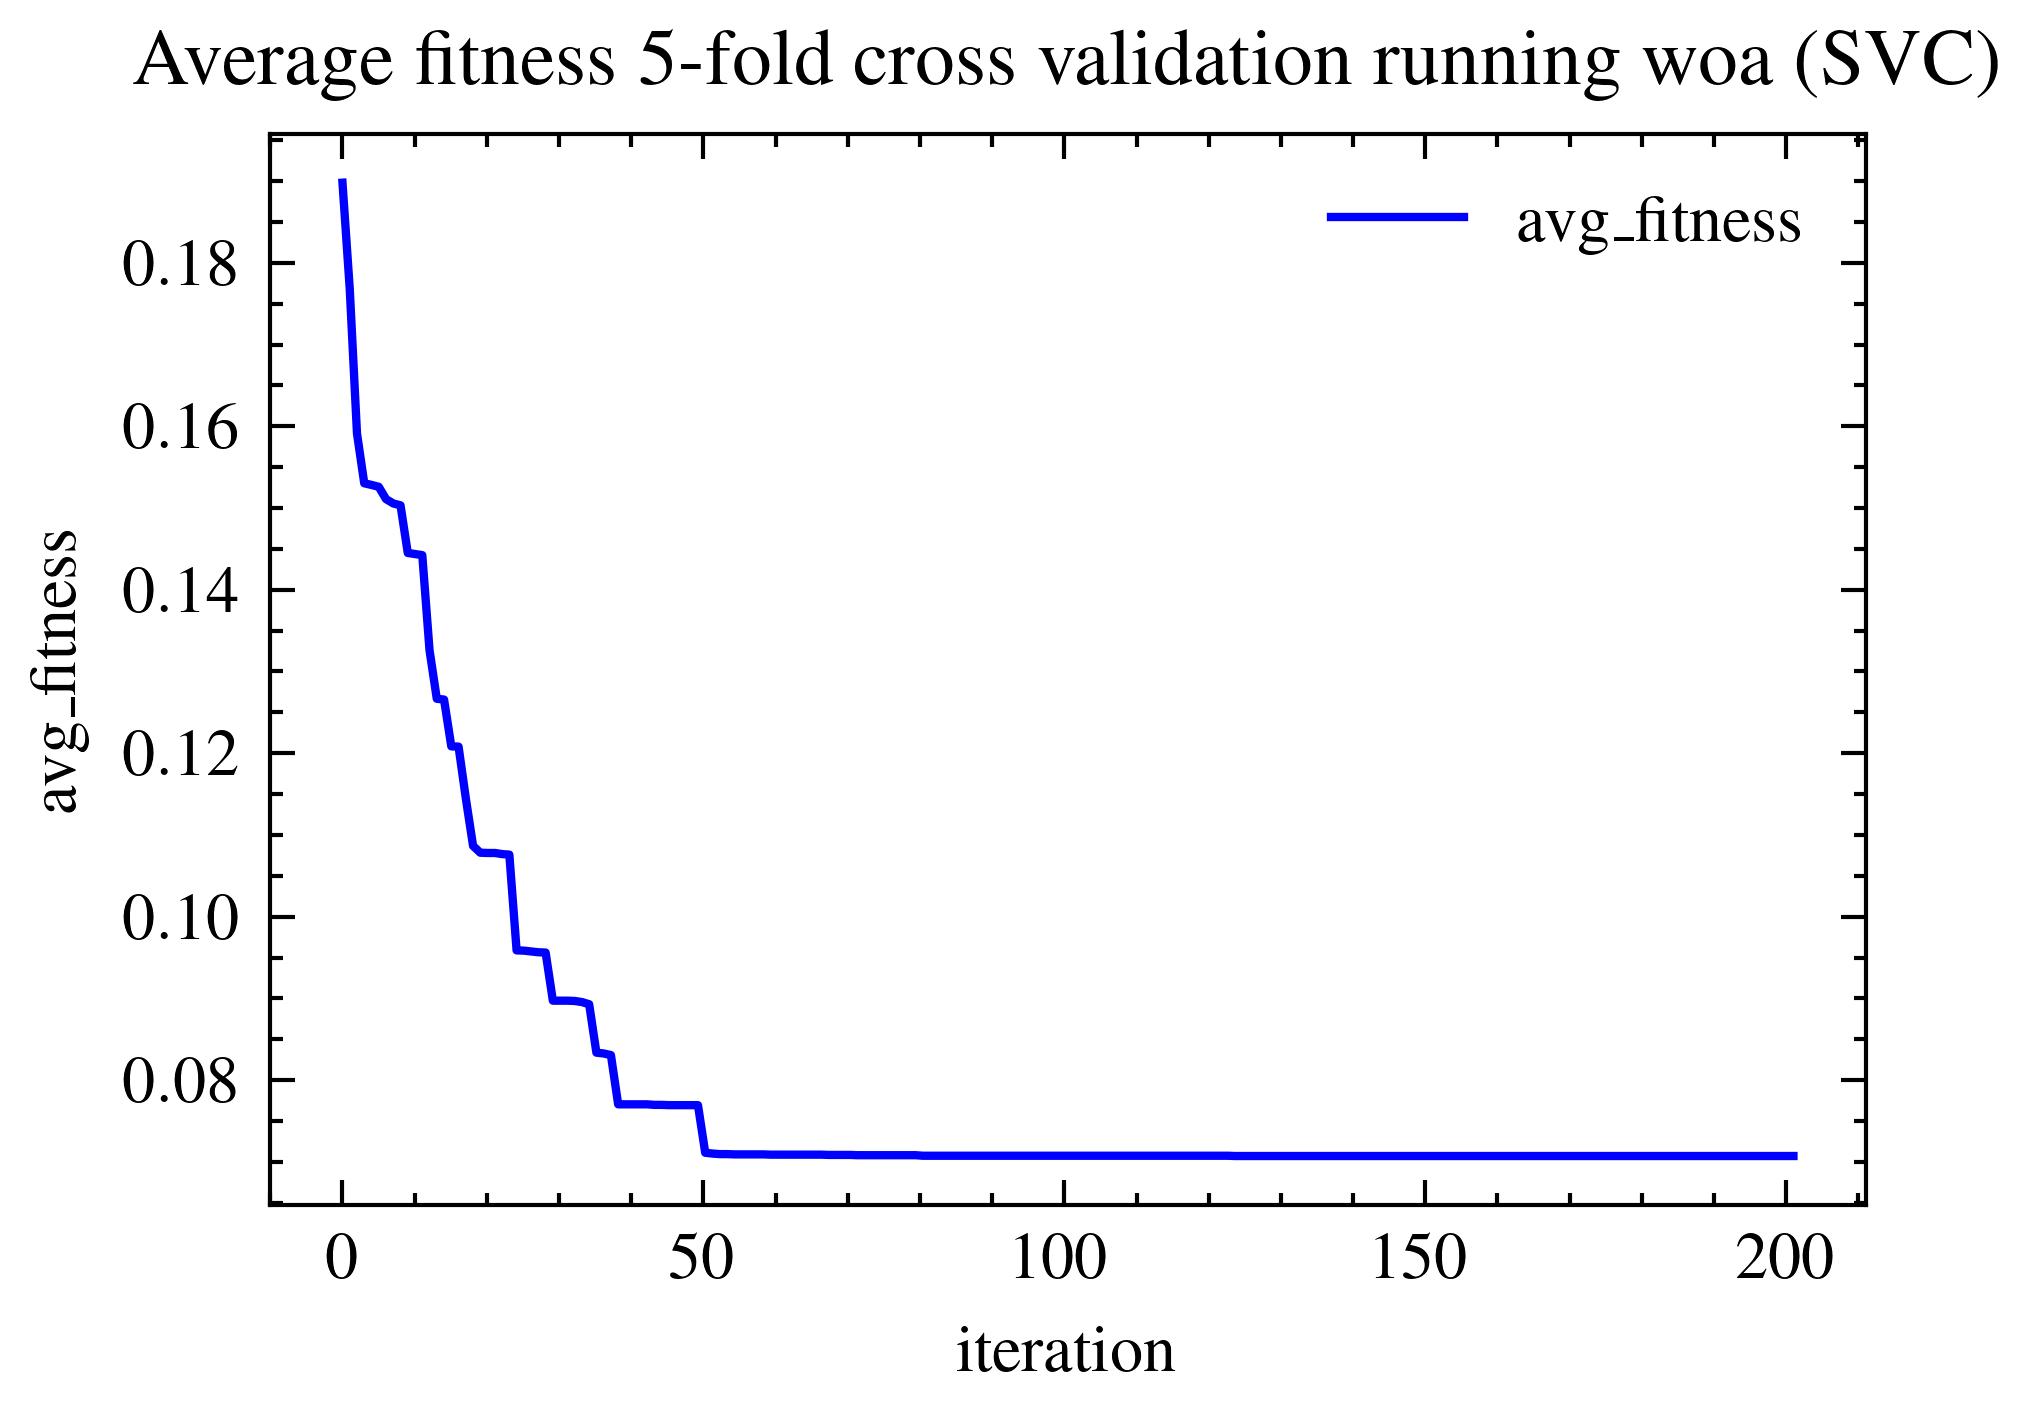 Average fitness 5-fold cross validation running woa (SVC)
avg_fitness
0.18
0.16
0.14
0.12
0.10
0.08
avg_fitness
0 50 100 150 200
iteration